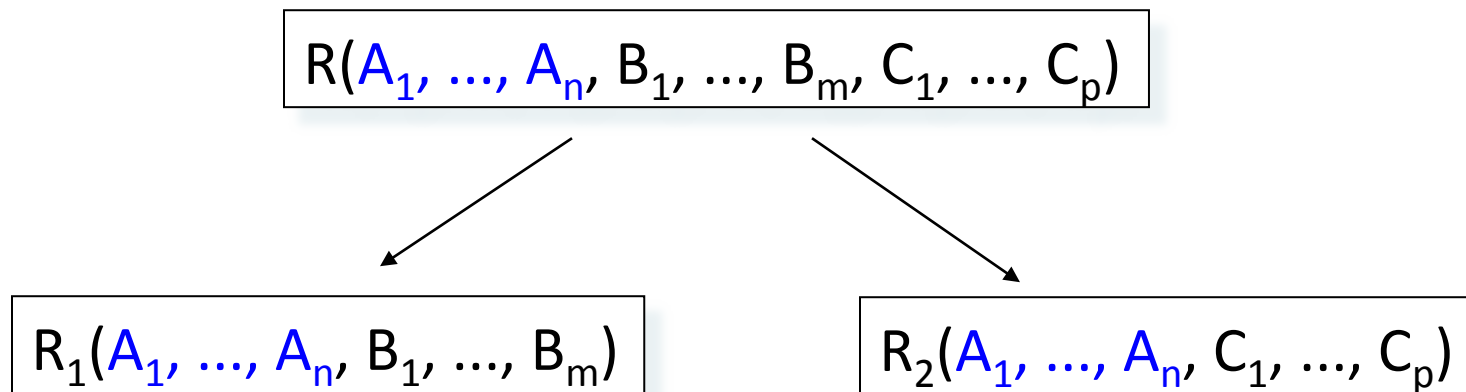 R(A₁, ..., Aₙ, B₁, ..., Bₘ, C₁, ..., Cₚ)
R₁(A₁, ..., Aₙ, B₁, ..., Bₘ)
R₂(A₁, ..., Aₙ, C₁, ..., Cₚ)